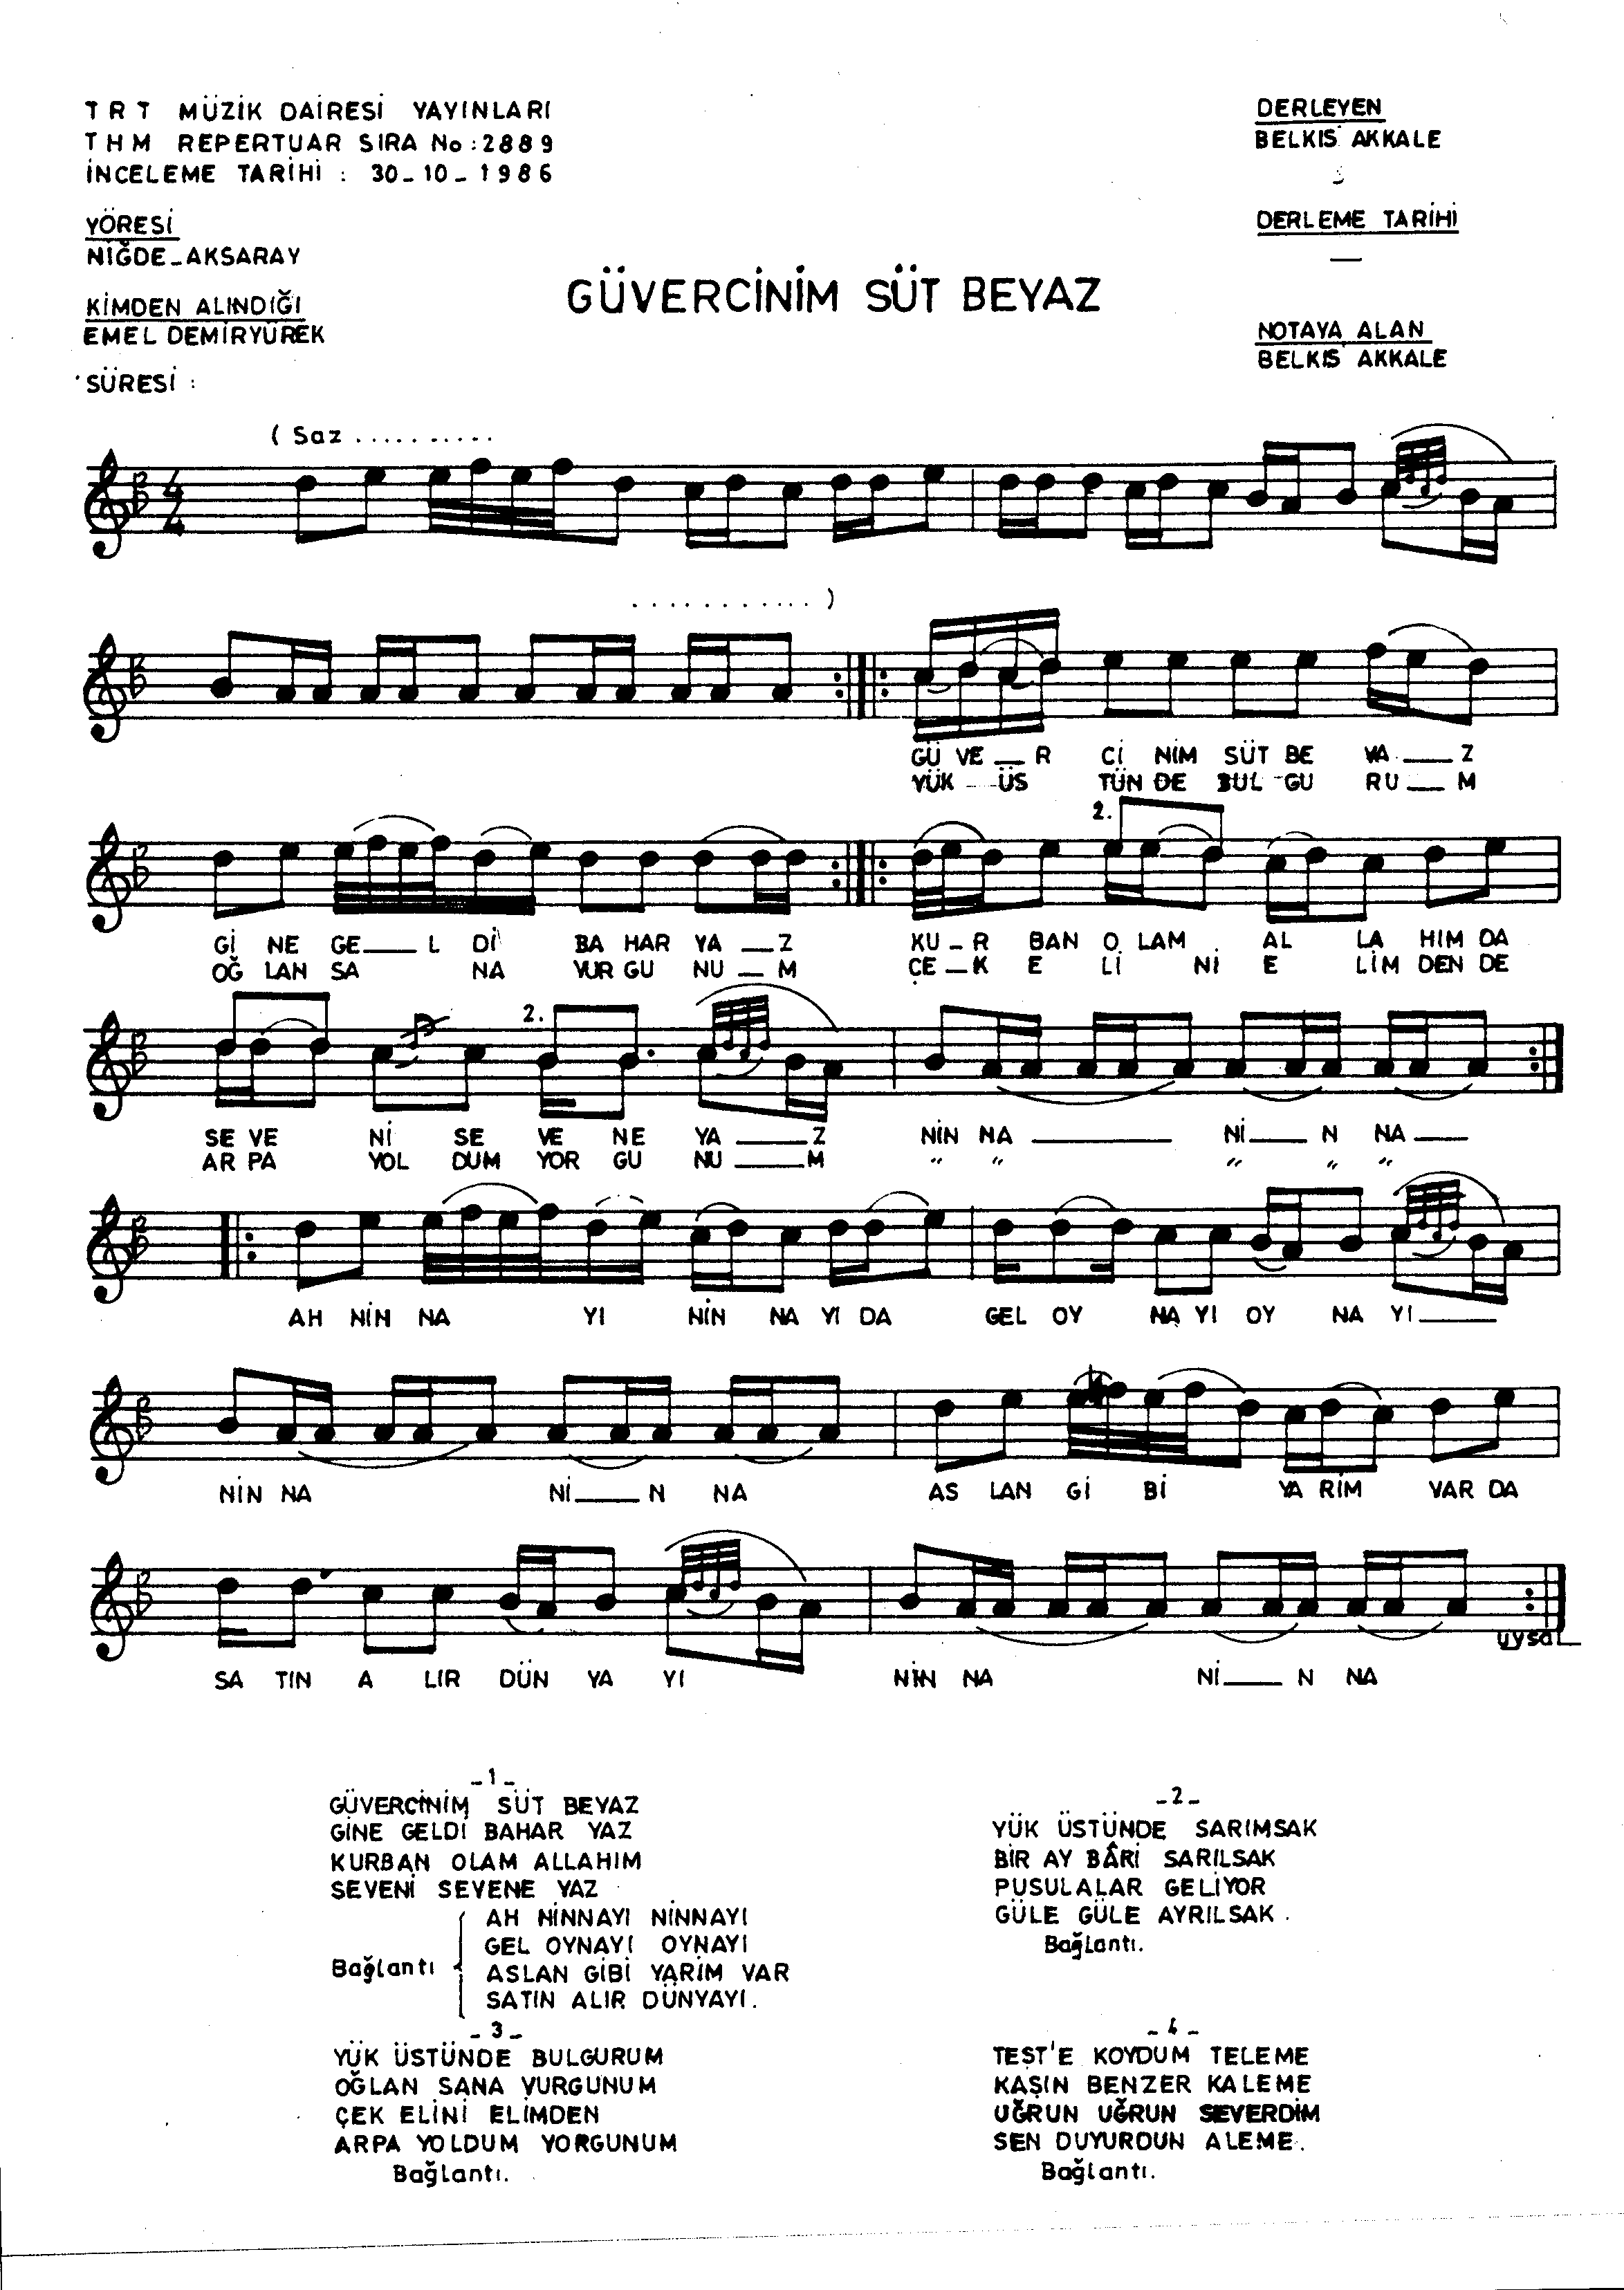 TRT MÜZİK DAİRESİ YAYINLARI
THM REPERTUAR SIRA No: 2889
İNCELEME TARİHİ : 30-10-1986
YÖRESİ
NİĞDE-AKSARAY
KİMDEN ALINDIĞI
EMEL DEMİRYÜREK
SÜRESİ :
GÜVERCİNİM SÜT BEYAZ
DERLEYEN
BELKIS AKKALE
DERLEME TARİHİ
—
NOTAYA ALAN
BELKIS AKKALE
( Saz ..........
............ )
GÜ VE — R Cİ NİM SÜT BE YA — Z
YÜK ÜS TÜN DE BUL GU RU — M
2.
Gİ NE GE — L Dİ BA HAR YA — Z KU - R BAN O LAM AL LA HIM DA
OĞ LAN SA NA VUR GU NU — M ÇE - K E Lİ Nİ E LİM DEN DE
2.
SE VE Nİ SE VE NE YA — Z NİN NA — Nİ — N NA —
AR PA YOL DUM YOR GU NU — M " " " " "
AH NİN NA YI NİN NA YI DA GEL OY NA YI OY NA YI —
NİN NA Nİ — N NA AS LAN Gİ Bİ YA RİM VAR DA
uysal
SA TIN A LIR DÜN YA YI NİN NA Nİ — N NA
-1-
GÜVERCİNİM SÜT BEYAZ
GİNE GELDİ BAHAR YAZ
KURBAN OLAM ALLAHIM
SEVENİ SEVENE YAZ
Bağlantı
AH NİNNAYI NİNNAYI
GEL OYNAYI OYNAYI
ASLAN GİBİ YARİM VAR
SATIN ALIR DÜNYAYI.
-2-
YÜK ÜSTÜNDE SARIMSAK
BİR AY BÂRİ SARILSAK
PUSULALAR GELİYOR
GÜLE GÜLE AYRILSAK.
Bağlantı.
-3-
YÜK ÜSTÜNDE BULGURUM
OĞLAN SANA VURGUNUM
ÇEK ELİNİ ELİMDEN
ARPA YOLDUM YORGUNUM
Bağlantı.
-4-
TEŞT'E KOYDUM TELEME
KAŞIN BENZER KALEME
UĞRUN UĞRUN SEVERDİM
SEN DUYURDUN ALEME.
Bağlantı.